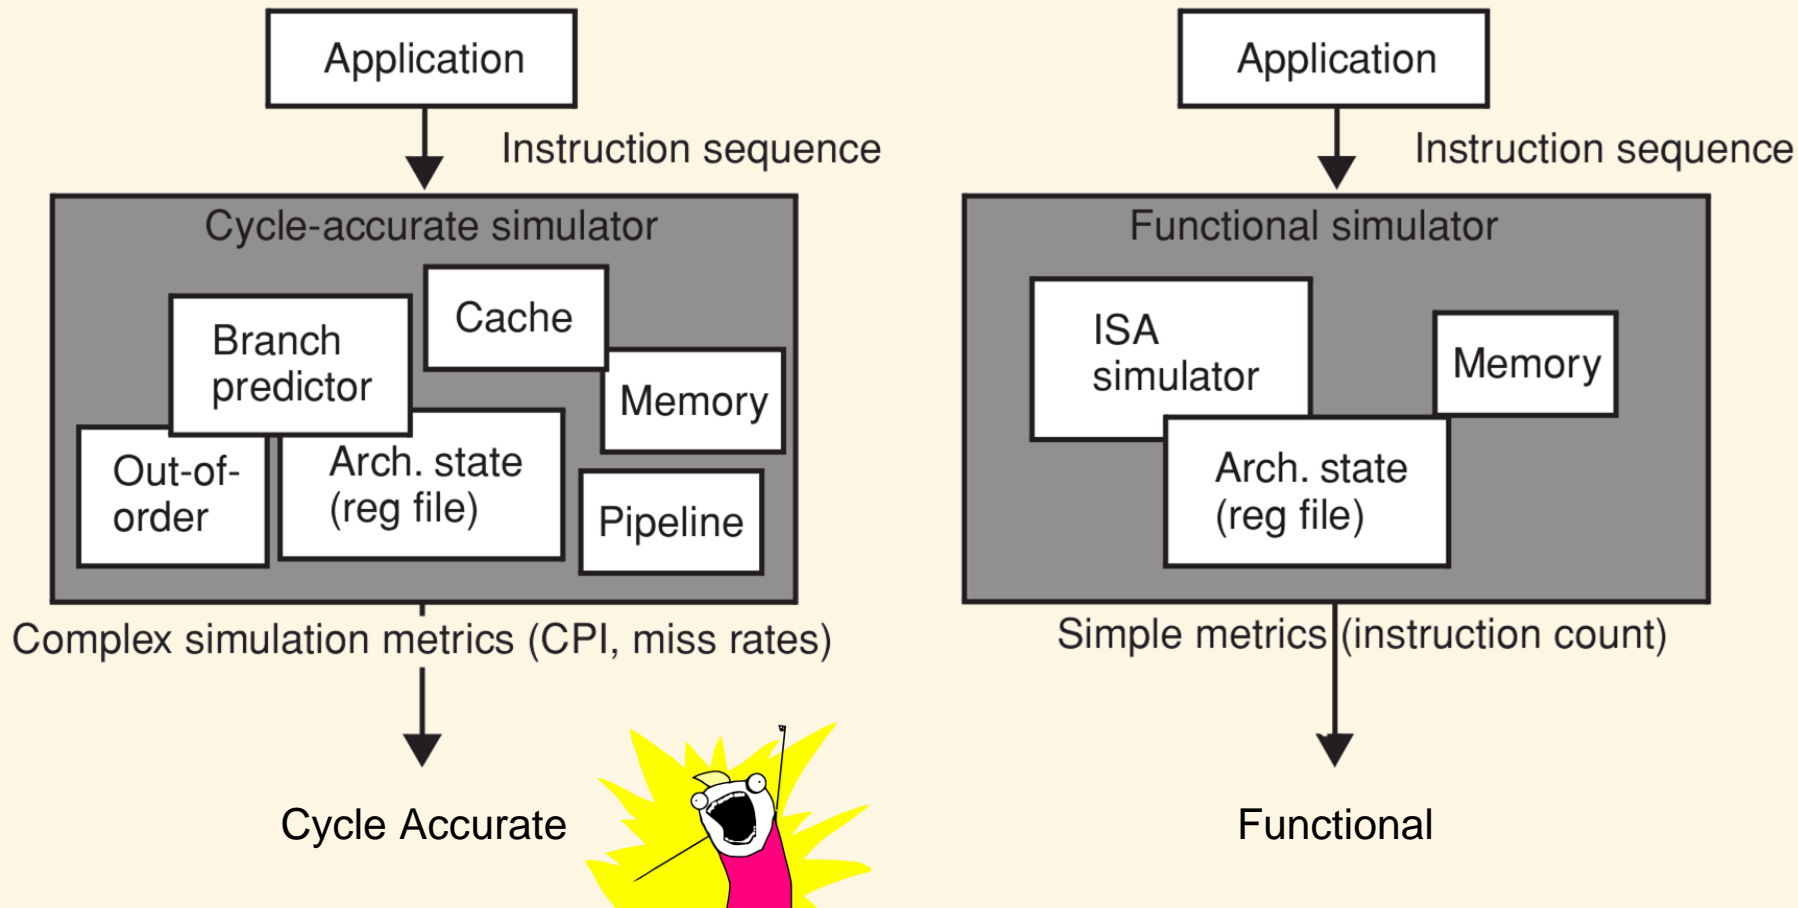 Application
Instruction sequence
Cycle-accurate simulator
Cache
Branch
predictor
Memory
Out-of-
order
Arch. state
(reg file)
Pipeline
Complex simulation metrics (CPI, miss rates)
Cycle Accurate
Application
Instruction sequence
Functional simulator
ISA
simulator
Memory
Arch. state
(reg file)
Simple metrics (instruction count)
Functional